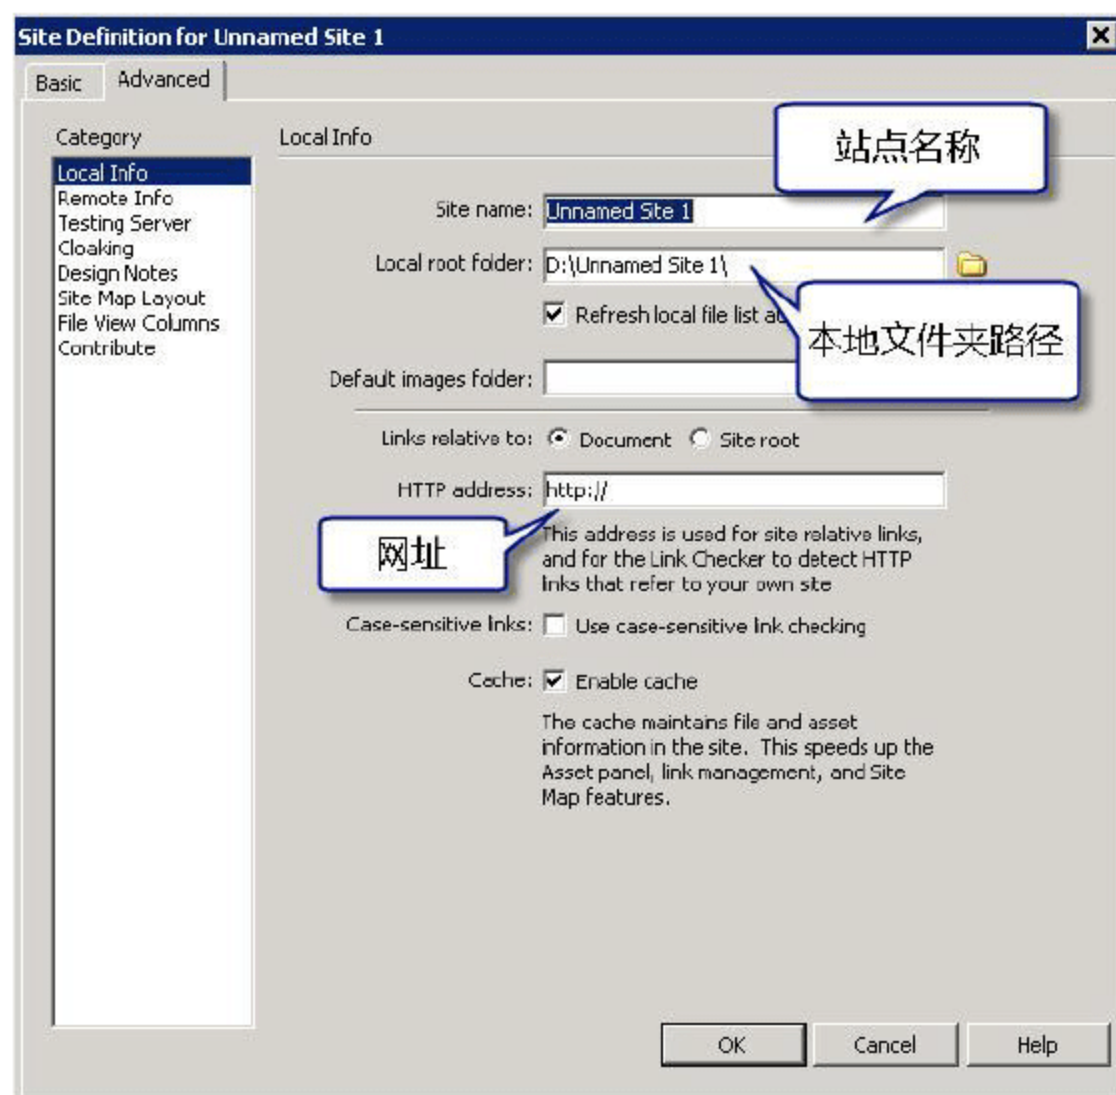 Site Definition for Unnamed Site 1
Basic
Advanced
Category
Local Info
Remote Info
Testing Server
Cloaking
Design Notes
Site Map Layout
File View Columns
Contribute
Local Info
站点名称
Site name: Unnamed Site 1
Local root folder: D:\Unnamed Site 1\
Refresh local file list
本地文件夹路径
Default images folder:
Links relative to: Document Site root
HTTP address: http://
网址
This address is used for site relative links,
and for the Link Checker to detect HTTP
links that refer to your own site
Case-sensitive links: Use case-sensitive link checking
Cache: Enable cache
The cache maintains file and asset
information in the site. This speeds up the
Asset panel, link management, and Site
Map features.
OK Cancel Help